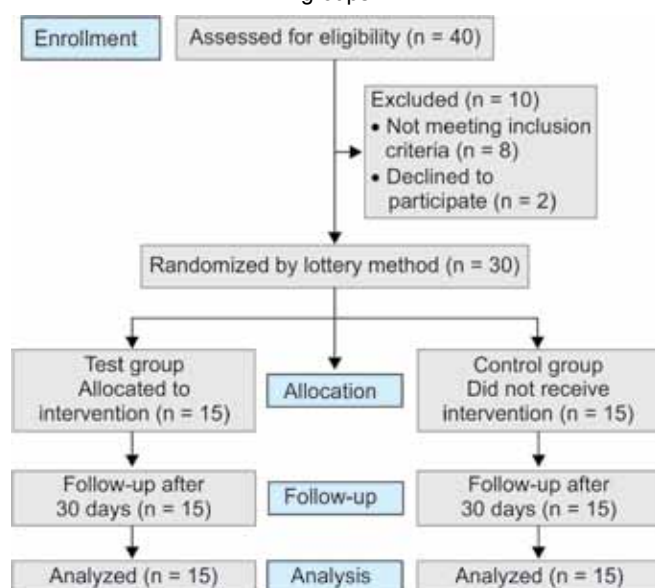 groups
Enrollment
Assessed for eligibility (n = 40)
Excluded (n = 10)
• Not meeting inclusion
criteria (n = 8)
• Declined to
participate (n = 2)
Randomized by lottery method (n = 30)
Test group
Allocated to
intervention (n = 15)
Allocation
Control group
Did not receive
intervention (n = 15)
Follow-up after
30 days (n = 15)
Follow-up
Follow-up after
30 days (n = 15)
Analyzed (n = 15)
Analysis
Analyzed (n = 15)